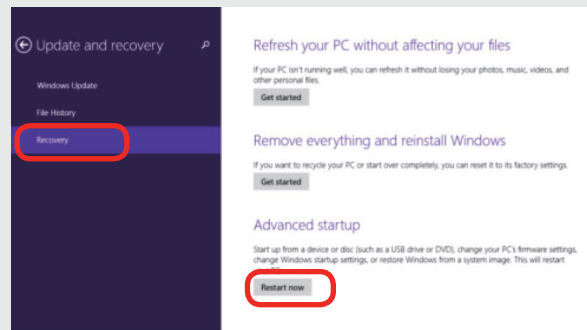 Update and recovery
Windows Update
File History
Recovery
Refresh your PC without affecting your files
If your PC isn't running well, you can refresh it without losing your photos, music, videos, and
other personal files.
Get started
Remove everything and reinstall Windows
If you want to recycle your PC or start over completely, you can reset it to its factory settings.
Get started
Advanced startup
Start up from a device or disc (such as a USB drive or DVD), change your PC's firmware settings,
change Windows startup settings, or restore Windows from a system image. This will restart
Restart now